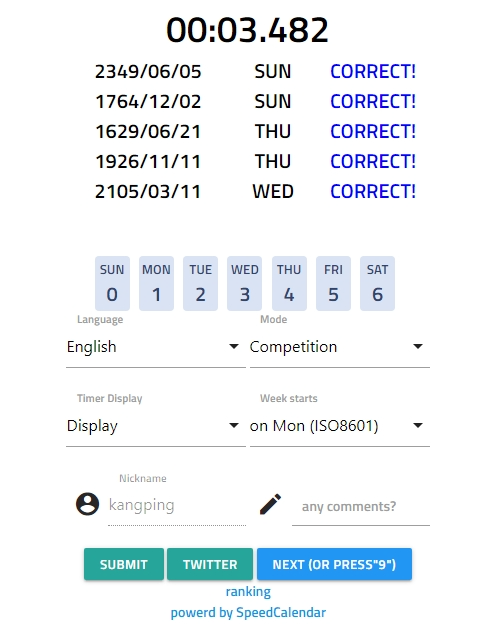 00:03.482
2349/06/05 SUN CORRECT!
1764/12/02 SUN CORRECT!
1629/06/21 THU CORRECT!
1926/11/11 THU CORRECT!
2105/03/11 WED CORRECT!
SUN MON TUE WED THU FRI SAT
0 1 2 3 4 5 6
Language Mode
English Competition
Timer Display Week starts
Display on Mon (ISO8601)
Nickname
kangping any comments?
SUBMIT TWITTER NEXT (OR PRESS"9")
ranking
powerd by SpeedCalendar